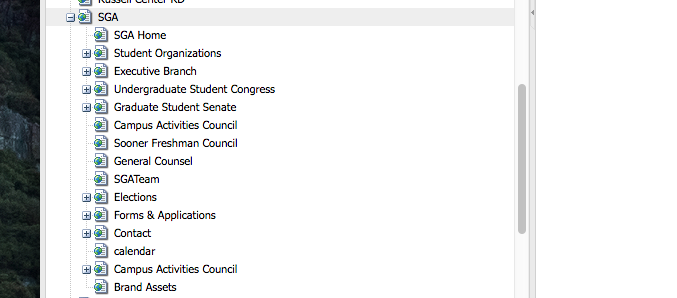 Russell Center RD
SGA
SGA Home
Student Organizations
Executive Branch
Undergraduate Student Congress
Graduate Student Senate
Campus Activities Council
Sooner Freshman Council
General Counsel
SGATeam
Elections
Forms & Applications
Contact
calendar
Campus Activities Council
Brand Assets